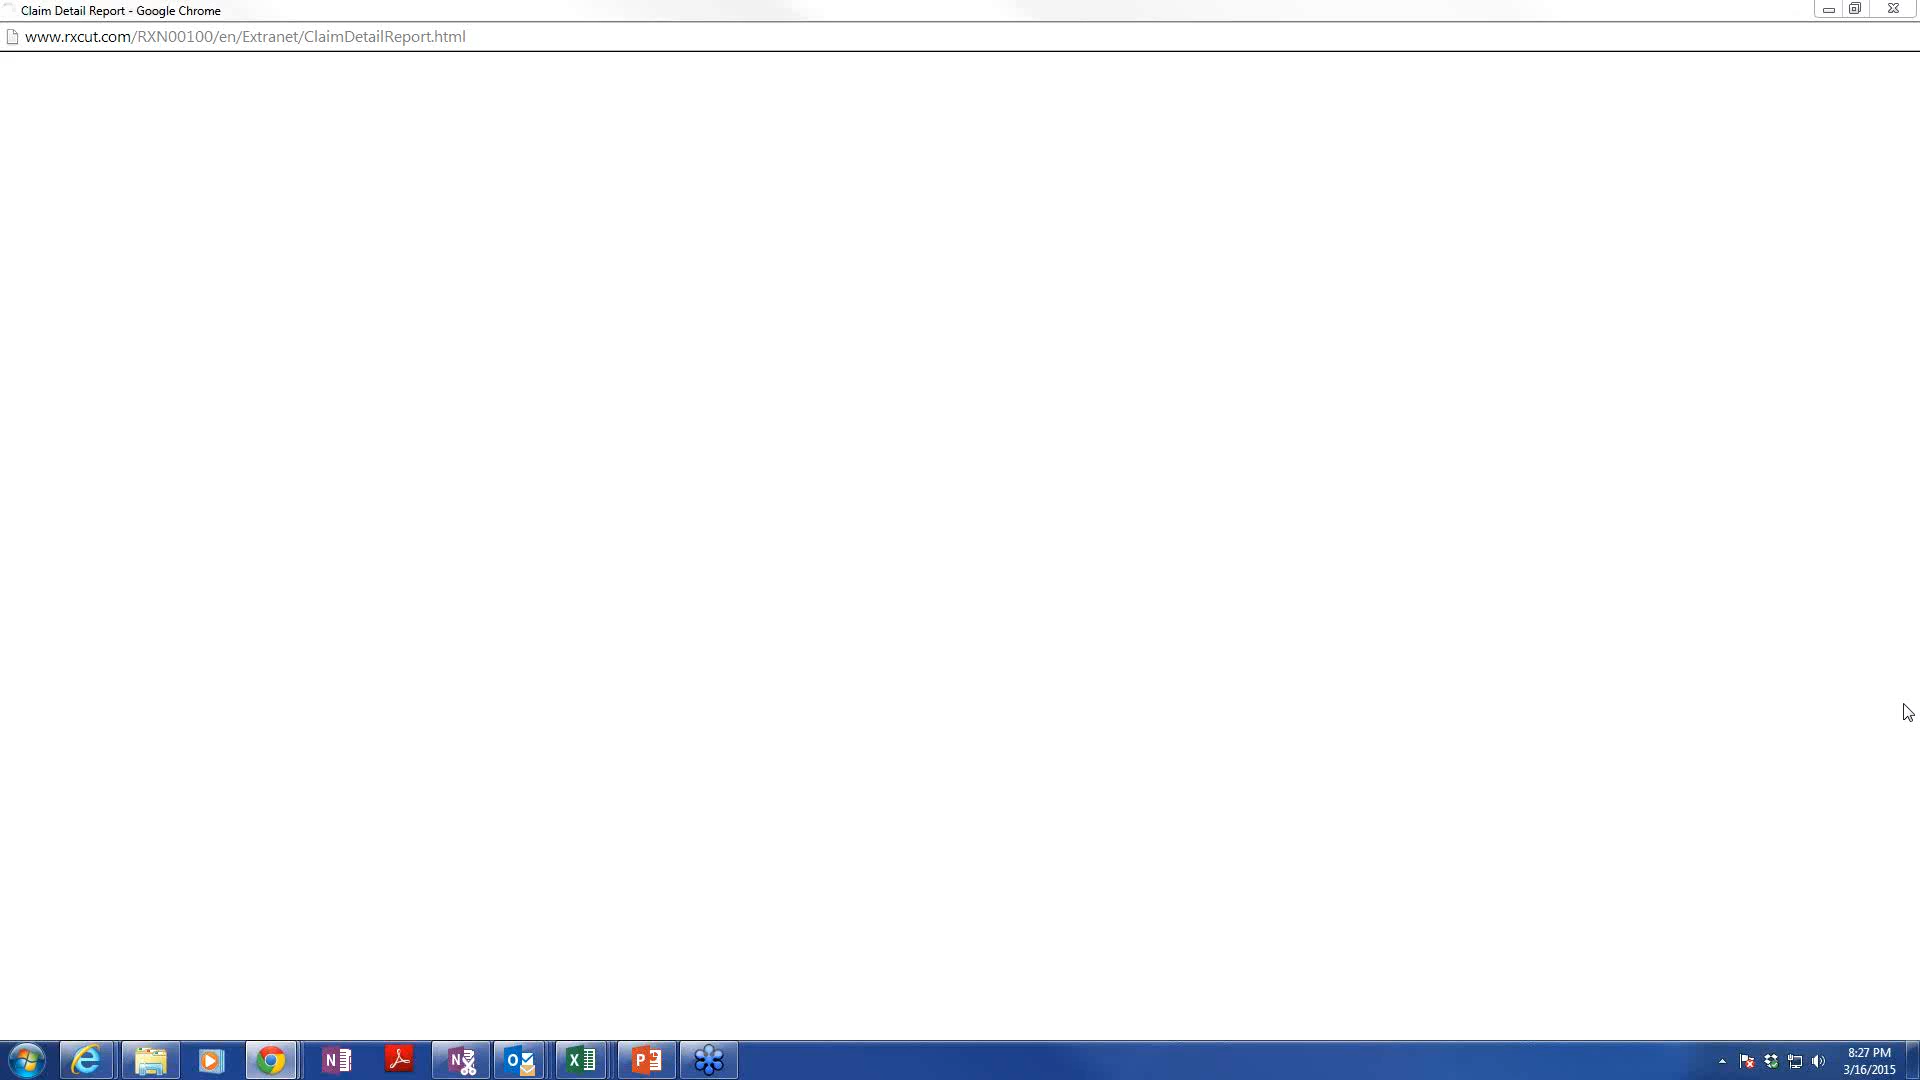 Claim Detail Report - Google Chrome
www.rxcut.com/RXN00100/en/Extranet/ClaimDetailReport.html
8:27 PM
3/16/2015